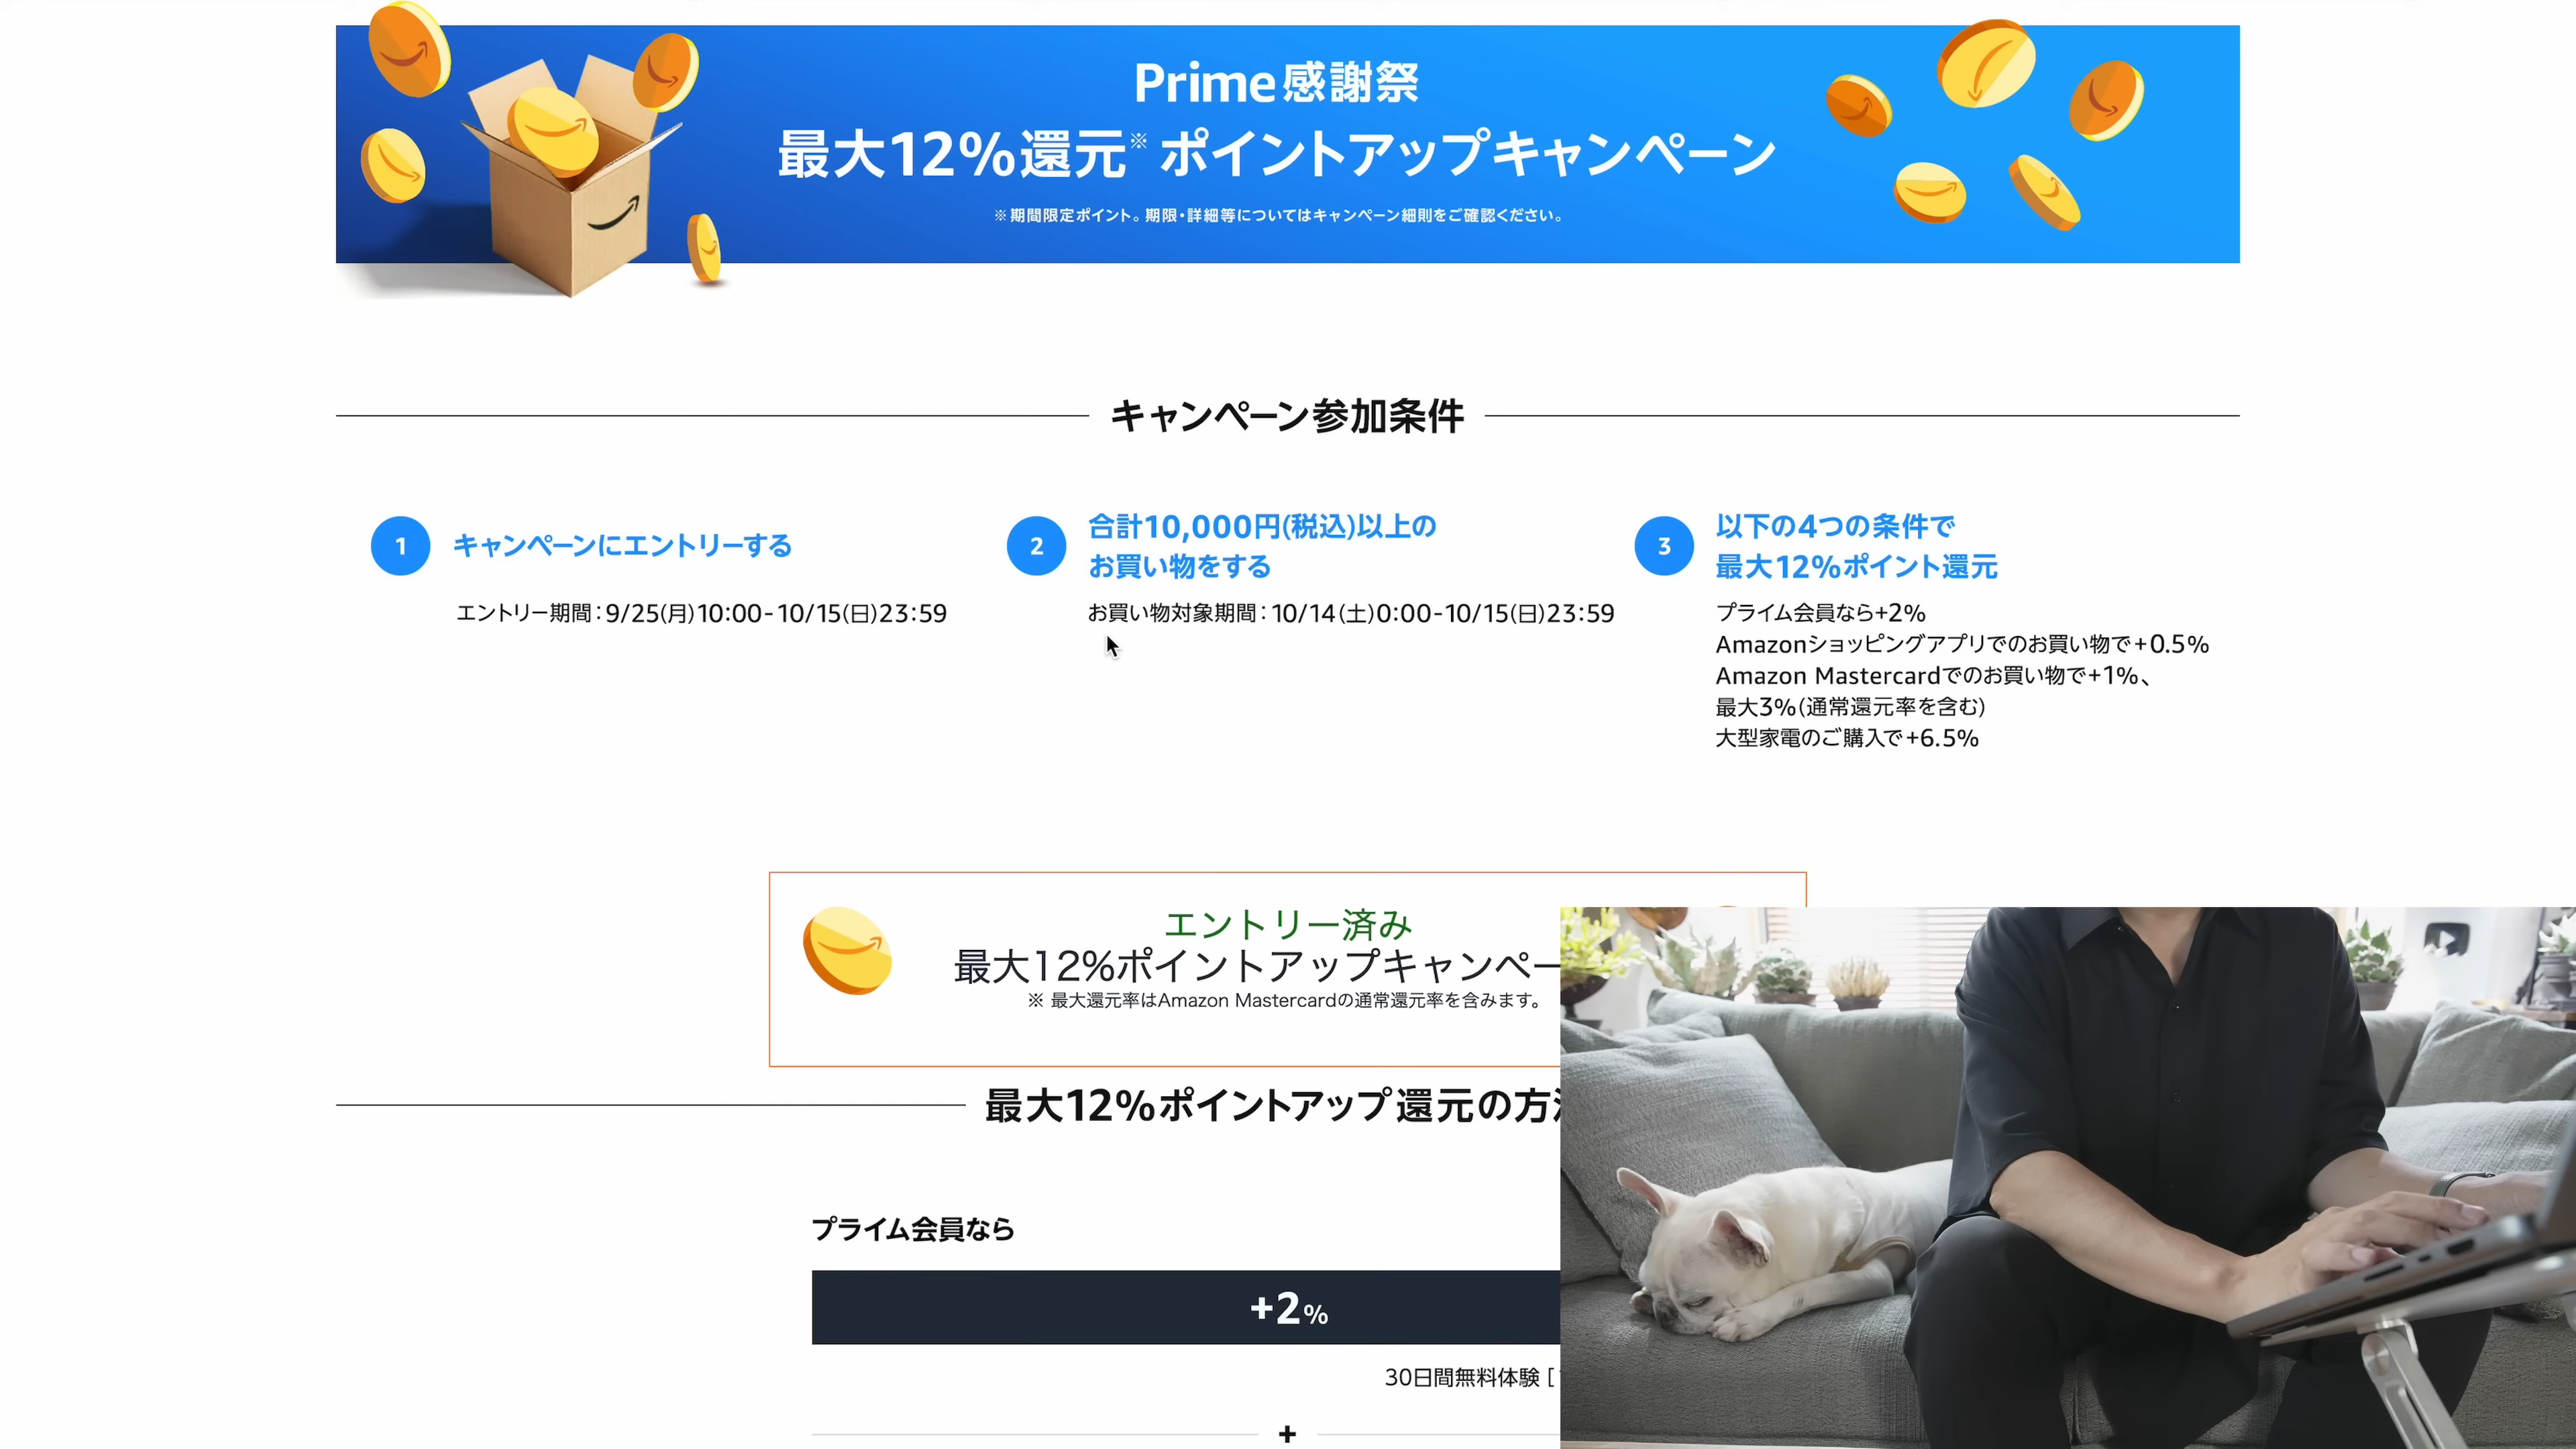 Prime感謝祭
最大12%還元※ ポイントアップキャンペーン
※期間限定ポイント。期限・詳細等についてはキャンペーン細則をご確認ください。
キャンペーン参加条件
1 キャンペーンにエントリーする
エントリー期間：9/25(月)10:00-10/15(日)23:59
2 合計10,000円(税込)以上の
お買い物をする
お買い物対象期間：10/14(土)0:00-10/15(日)23:59
3 以下の4つの条件で
最大12%ポイント還元
プライム会員なら+2%
Amazonショッピングアプリでのお買い物で+0.5%
Amazon Mastercardでのお買い物で+1%、
最大3%(通常還元率を含む)
大型家電のご購入で+6.5%
エントリー済み
最大12%ポイントアップキャンペー
※ 最大還元率はAmazon Mastercardの通常還元率を含みます。
最大12%ポイントアップ還元の方
プライム会員なら
+2%
30日間無料体験 [
+